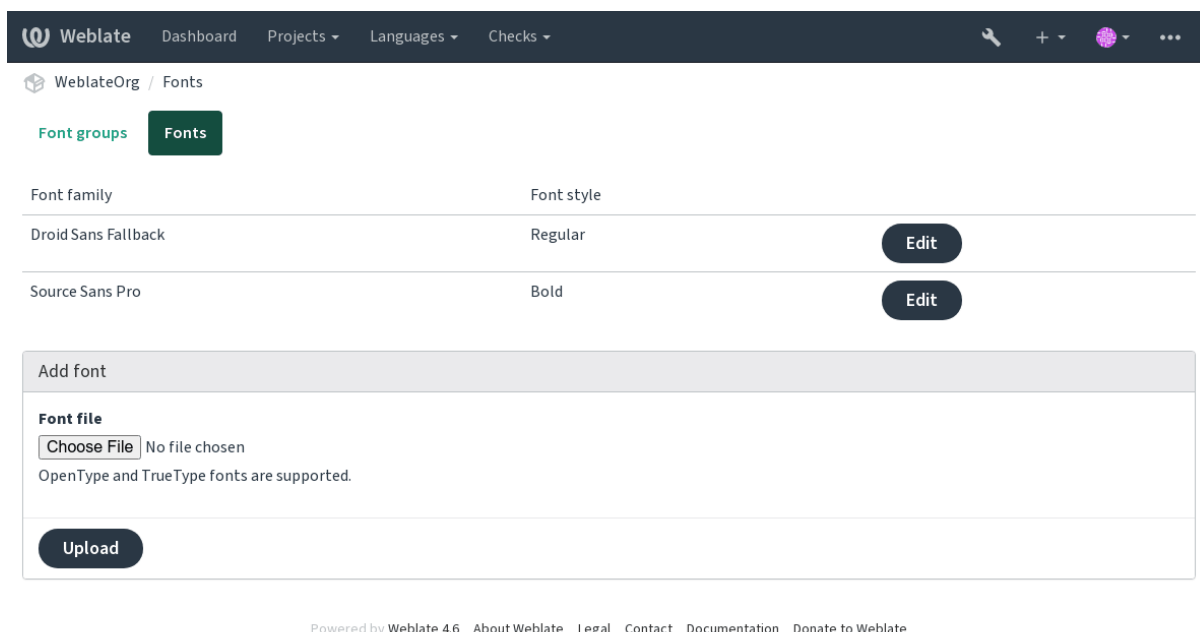 Weblate Dashboard Projects Languages Checks
WeblateOrg / Fonts
Font groups Fonts
Font family Font style
Droid Sans Fallback Regular Edit
Source Sans Pro Bold Edit
Add font
Font file
Choose File No file chosen
OpenType and TrueType fonts are supported.
Upload
Powered by Weblate 4.6 About Weblate Legal Contact Documentation Donate to Weblate